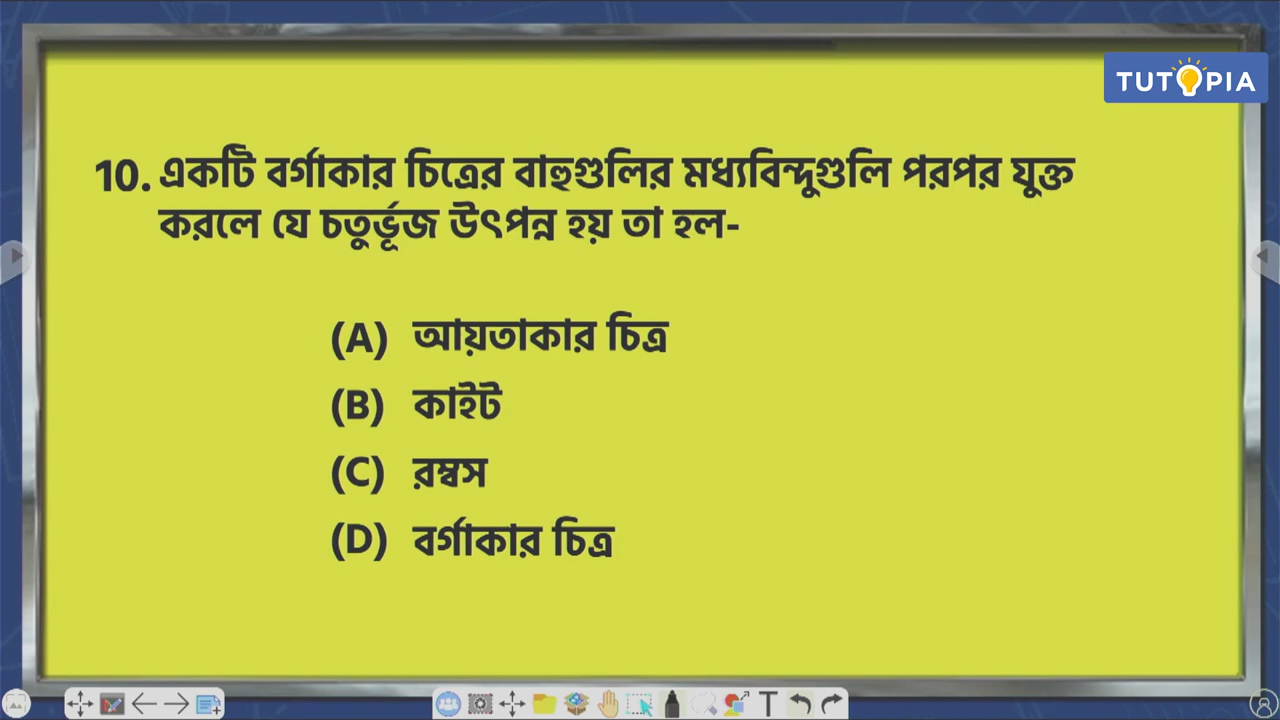 TUTOPIA
10. একটি বর্গাকার চিত্রের বাহুগুলির মধ্যবিন্দুগুলি পরপর যুক্ত
করলে যে চতুর্ভূজ উৎপন্ন হয় তা হল-
(A) আয়তাকার চিত্র
(B) কাইট
(C) রম্বস
(D) বর্গাকার চিত্র